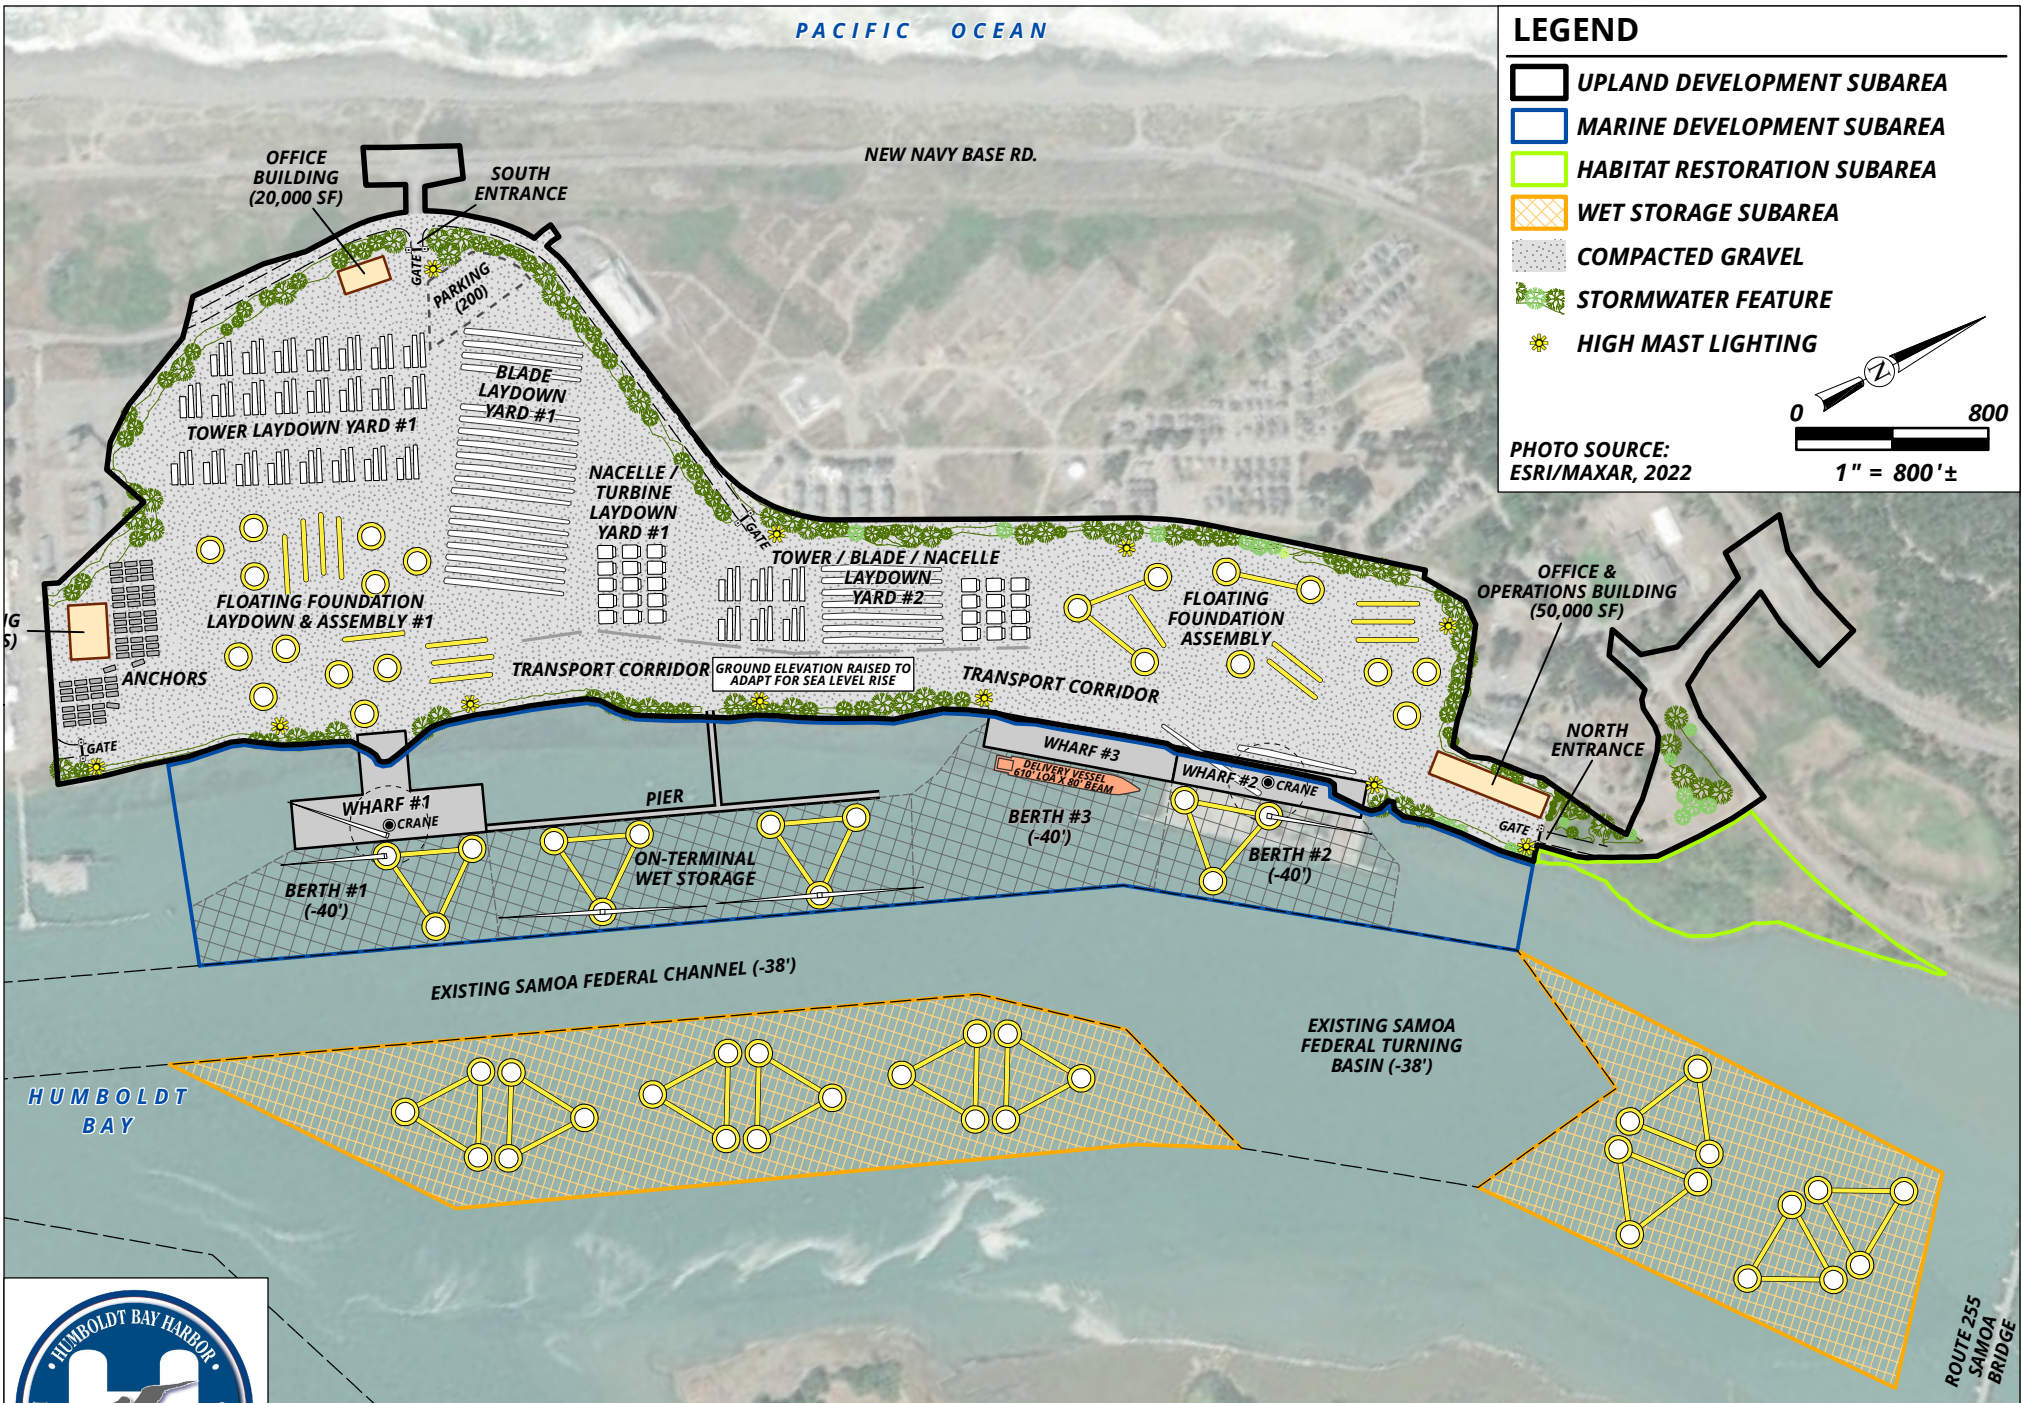 PACIFIC OCEAN
LEGEND
UPLAND DEVELOPMENT SUBAREA
MARINE DEVELOPMENT SUBAREA
HABITAT RESTORATION SUBAREA
WET STORAGE SUBAREA
COMPACTED GRAVEL
STORMWATER FEATURE
HIGH MAST LIGHTING
N
0 800
1" = 800'±
PHOTO SOURCE:
ESRI/MAXAR, 2022
NEW NAVY BASE RD.
OFFICE
BUILDING
(20,000 SF)
SOUTH
ENTRANCE
GATE
PARKING
(200)
BLADE
LAYDOWN
YARD #1
TOWER LAYDOWN YARD #1
NACELLE /
TURBINE
LAYDOWN
YARD #1
GATE
TOWER / BLADE / NACELLE
LAYDOWN
YARD #2
FLOATING
FOUNDATION
ASSEMBLY
OFFICE &
OPERATIONS BUILDING
(50,000 SF)
FLOATING FOUNDATION
LAYDOWN & ASSEMBLY #1
ANCHORS
TRANSPORT CORRIDOR
GROUND ELEVATION RAISED TO
ADAPT FOR SEA LEVEL RISE
TRANSPORT CORRIDOR
NORTH
ENTRANCE
GATE
GATE
WHARF #1
CRANE
PIER
WHARF #3
DELIVERY VESSEL
610' LOA X 80' BEAM
WHARF #2
CRANE
BERTH #1
(-40')
ON-TERMINAL
WET STORAGE
BERTH #3
(-40')
BERTH #2
(-40')
EXISTING SAMOA FEDERAL CHANNEL (-38')
EXISTING SAMOA
FEDERAL TURNING
BASIN (-38')
HUMBOLDT
BAY
ROUTE 255
SAMOA
BRIDGE
HUMBOLDT BAY HARBOR